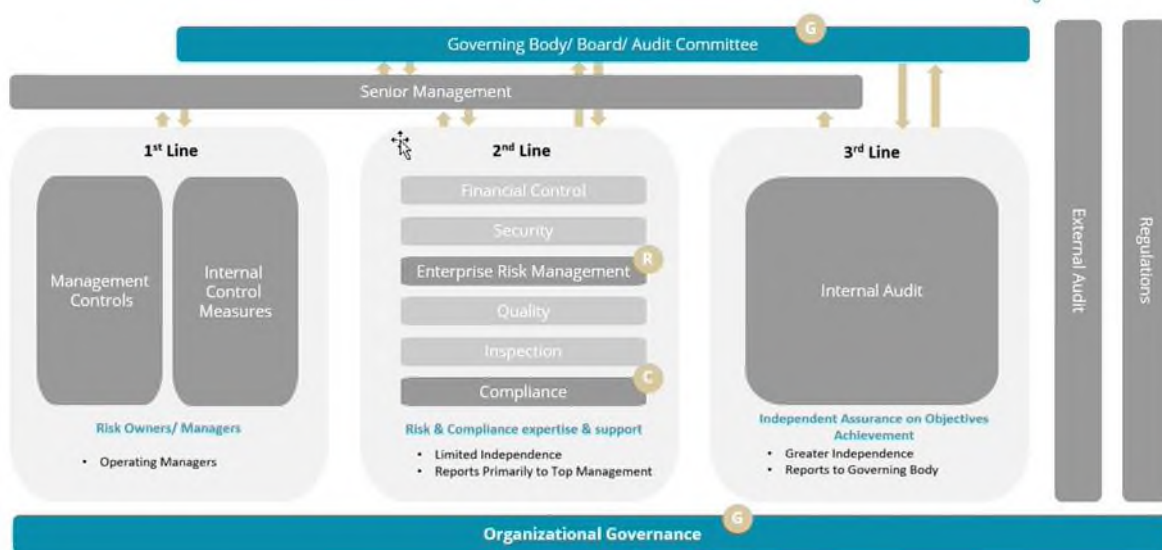 Governing Body/ Board/ Audit Committee
G
Senior Management
1st Line
Management
Controls
Internal
Control
Measures
Risk Owners/ Managers
• Operating Managers
2nd Line
Financial Control
Security
Enterprise Risk Management
R
Quality
Inspection
Compliance
C
Risk & Compliance expertise & support
• Limited Independence
• Reports Primarily to Top Management
3rd Line
Internal Audit
Independent Assurance on Objectives
Achievement
• Greater Independence
• Reports to Governing Body
External Audit
Regulations
Organizational Governance
G